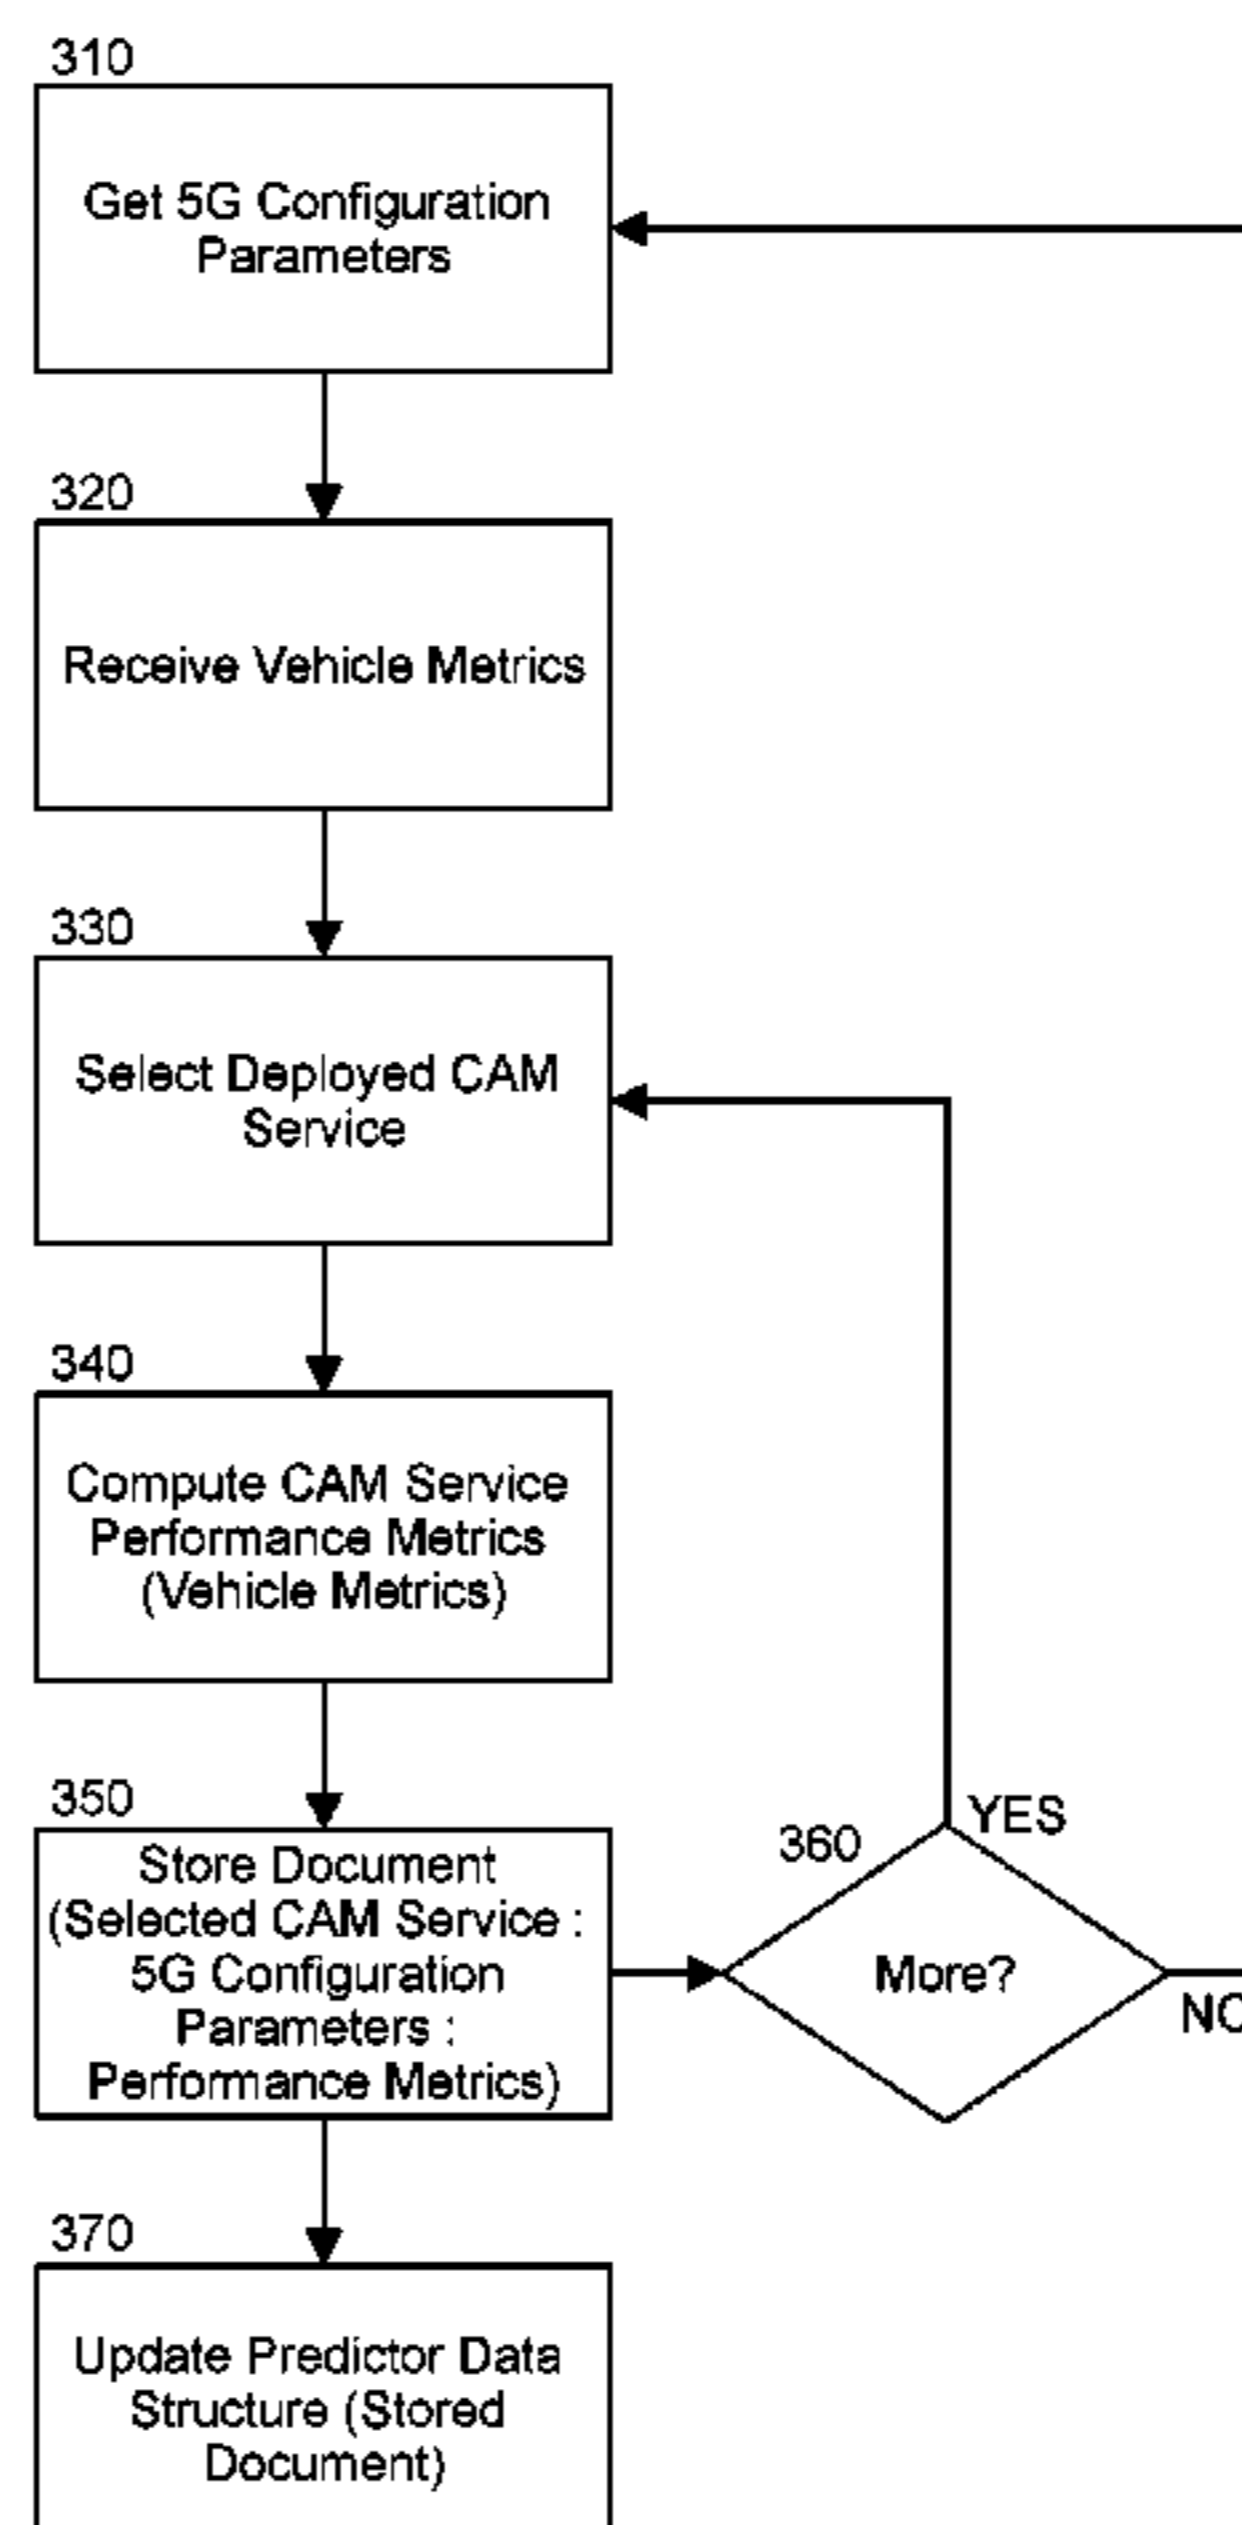 310
Get 5G Configuration
Parameters
320
Receive Vehicle Metrics
330
Select Deployed CAM
Service
340
Compute CAM Service
Performance Metrics
(Vehicle Metrics)
350
Store Document
(Selected CAM Service :
5G Configuration
Parameters :
Performance Metrics)
360
YES
More?
NO
370
Update Predictor Data
Structure (Stored
Document)